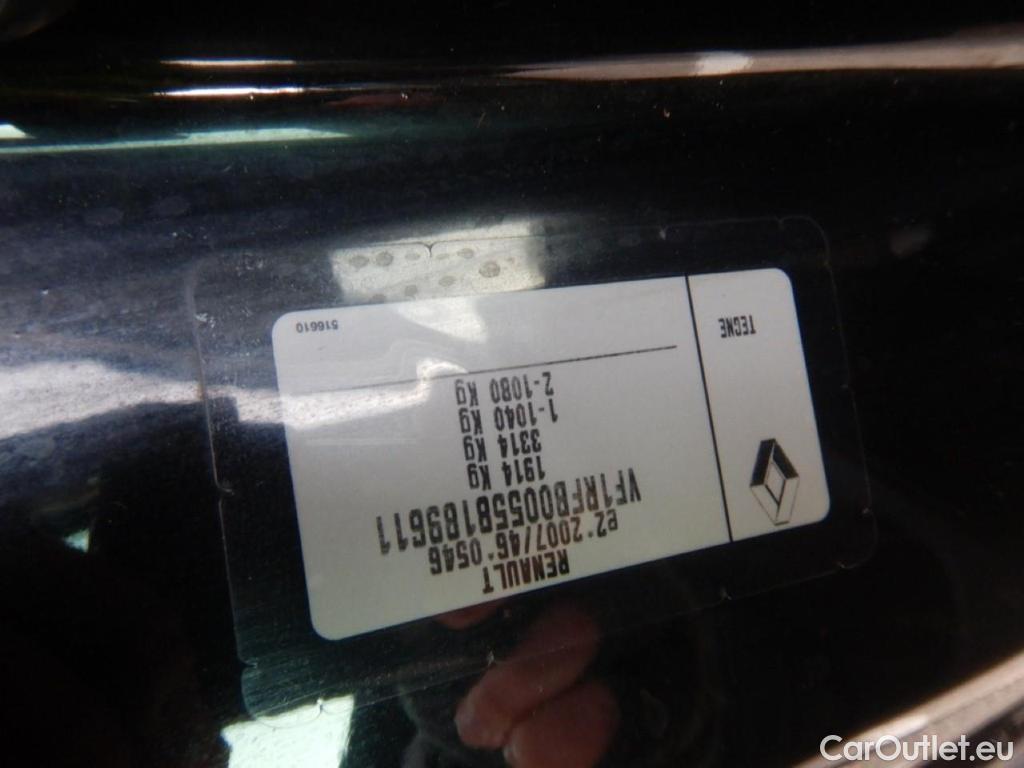 RENAULT
e2*2007/46*0546
VF1RFB00558189611
1914 Kg
3314 Kg
1-1040 Kg
2-1080 Kg
516610
TEGNE
CarOutlet.eu